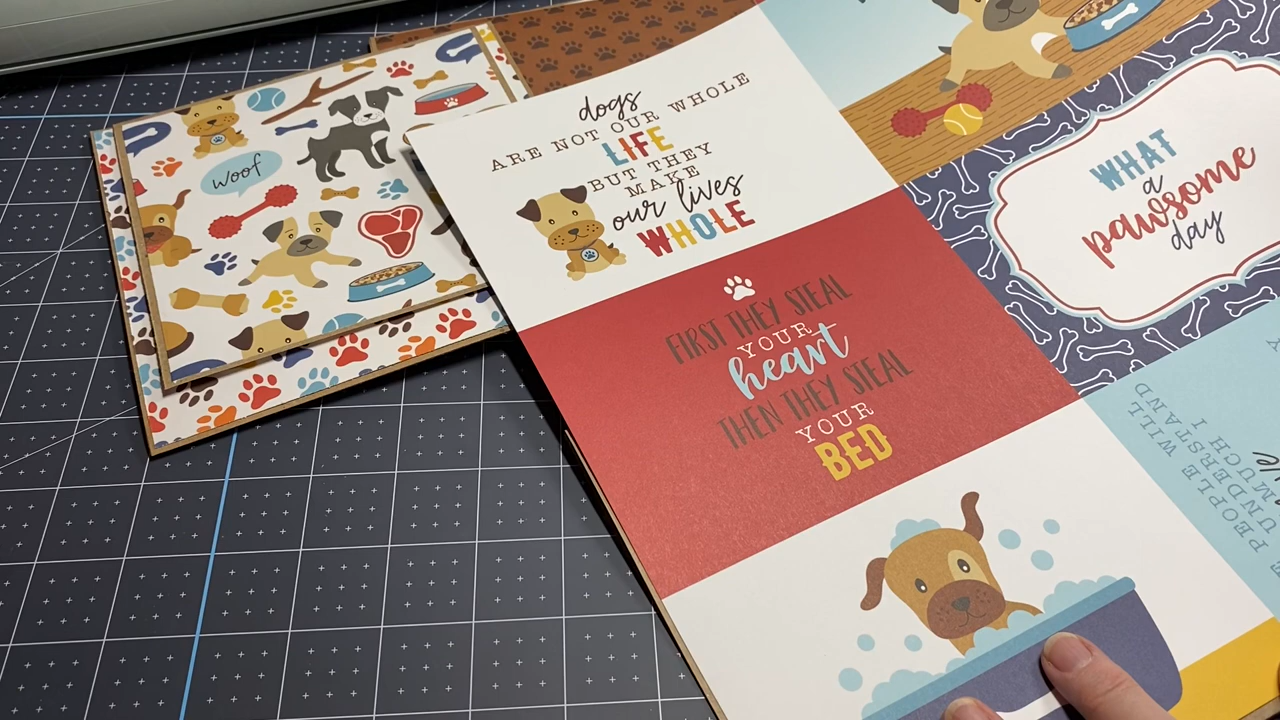 woof
dogs
ARE NOT OUR WHOLE
LIFE
BUT THEY
MAKE
our lives
WHOLE
FIRST THEY STEAL
YOUR
heart
THEN THEY STEAL
YOUR
BED
WHAT
a
pawsome
day
PEOPLE WILL
UNDERSTAND
MUCH I